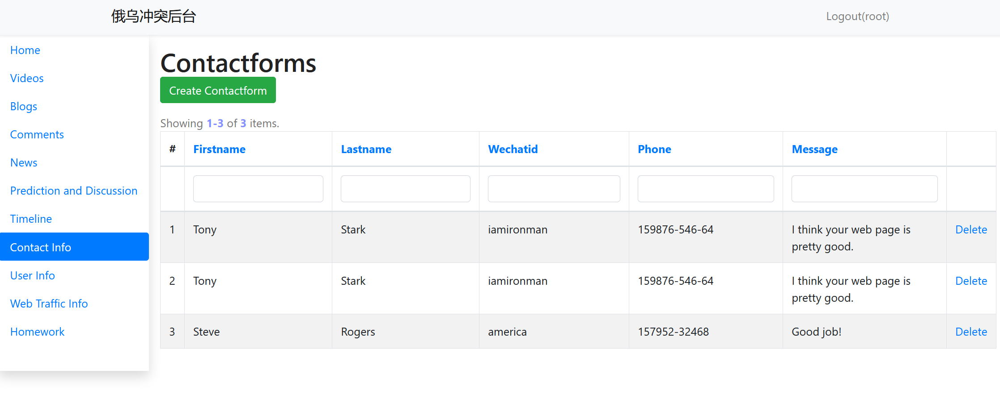 俄乌冲突后台
Logout(root)
Home
Videos
Blogs
Comments
News
Prediction and Discussion
Timeline
Contact Info
User Info
Web Traffic Info
Homework
Contactforms
Create Contactform
Showing 1-3 of 3 items.
# Firstname Lastname Wechatid Phone Message
1 Tony Stark iamironman 159876-546-64 I think your web page is Delete
pretty good.
2 Tony Stark iamironman 159876-546-64 I think your web page is Delete
pretty good.
3 Steve Rogers america 157952-32468 Good job! Delete